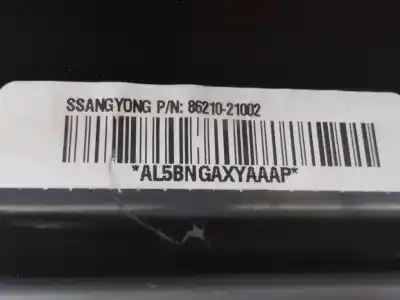 SSANGYONG P/N: 86210-21002
*AL5BNGAXYAAAP*